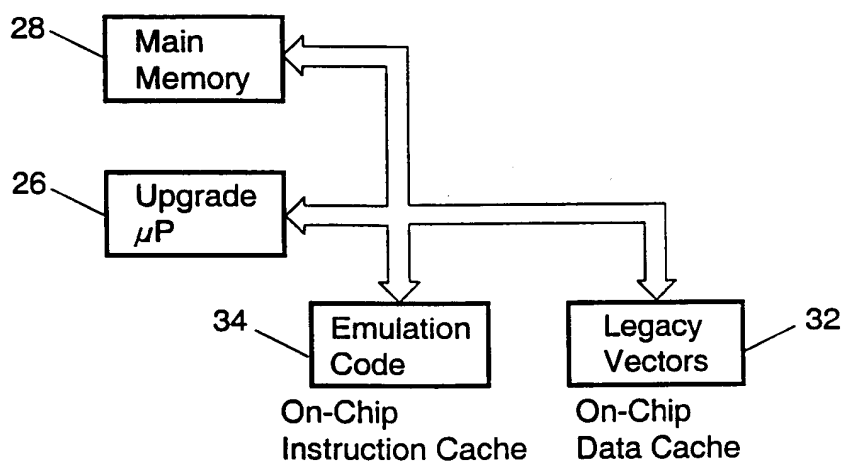 28
Main
Memory
26
Upgrade
μP
34
Emulation
Code
On-Chip
Instruction Cache
Legacy
Vectors
32
On-Chip
Data Cache